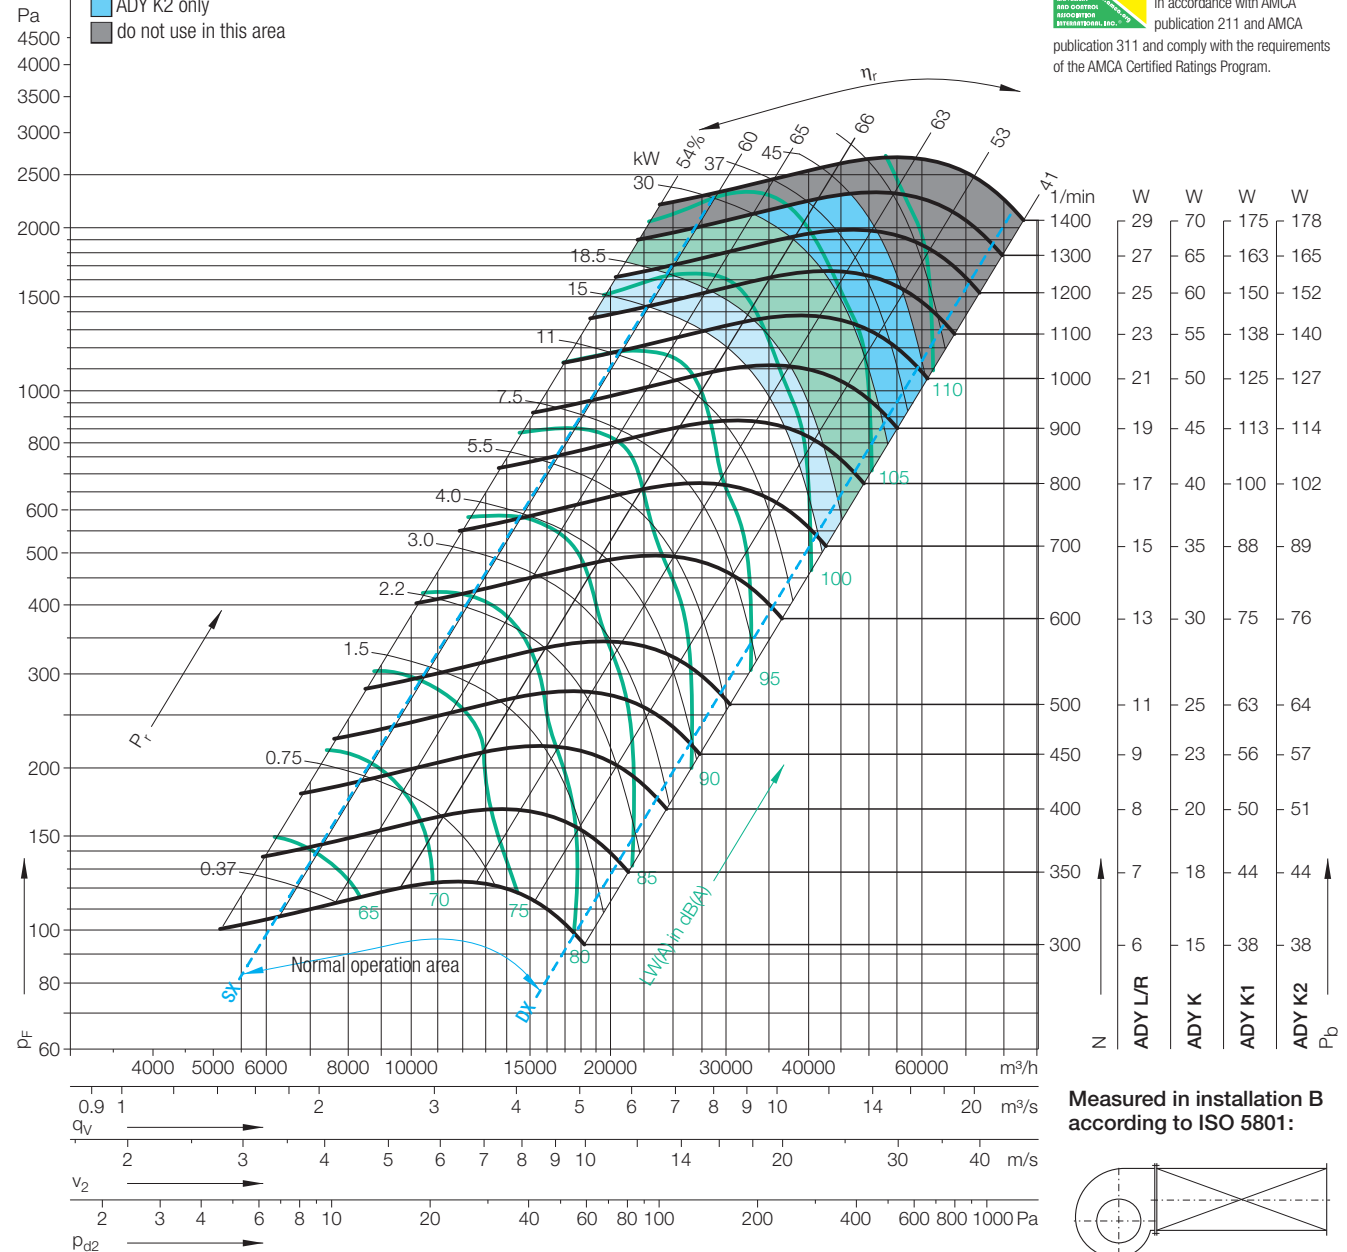 Pa
ADY K2 only
do not use in this area
AND CONTROL
ASSOCIATION
INTERNATIONAL, INC.®
in accordance with AMCA
publication 211 and AMCA
publication 311 and comply with the requirements
of the AMCA Certified Ratings Program.
4500
4000
3500
3000
2500
2000
1500
1000
800
600
500
400
300
200
150
100
80
60
pF
Pr
ηr
54% 60 65 66 63 53 41
kW
30 37 45
18.5
15
11
7.5
5.5
4.0
3.0
2.2
1.5
0.75
0.37
65 70 75 80 85 90 95 100 105 110
LW(A) in dB(A)
Normal operation area
SX
DX
1/min W W W W
1400 29 70 175 178
1300 27 65 163 165
1200 25 60 150 152
1100 23 55 138 140
1000 21 50 125 127
900 19 45 113 114
800 17 40 100 102
700 15 35 88 89
600 13 30 75 76
500 11 25 63 64
450 9 23 56 57
400 8 20 50 51
350 7 18 44 44
300 6 15 38 38
N ADY L/R ADY K ADY K1 ADY K2 Pb
4000 5000 6000 8000 10000 15000 20000 30000 40000 60000 m³/h
0.9 1 2 3 4 5 6 7 8 9 10 14 20 m³/s
qV
2 3 4 5 6 7 8 9 10 14 20 30 40 m/s
v2
2 3 4 6 8 10 20 40 60 80 100 200 400 600 800 1000 Pa
pd2
Measured in installation B
according to ISO 5801: